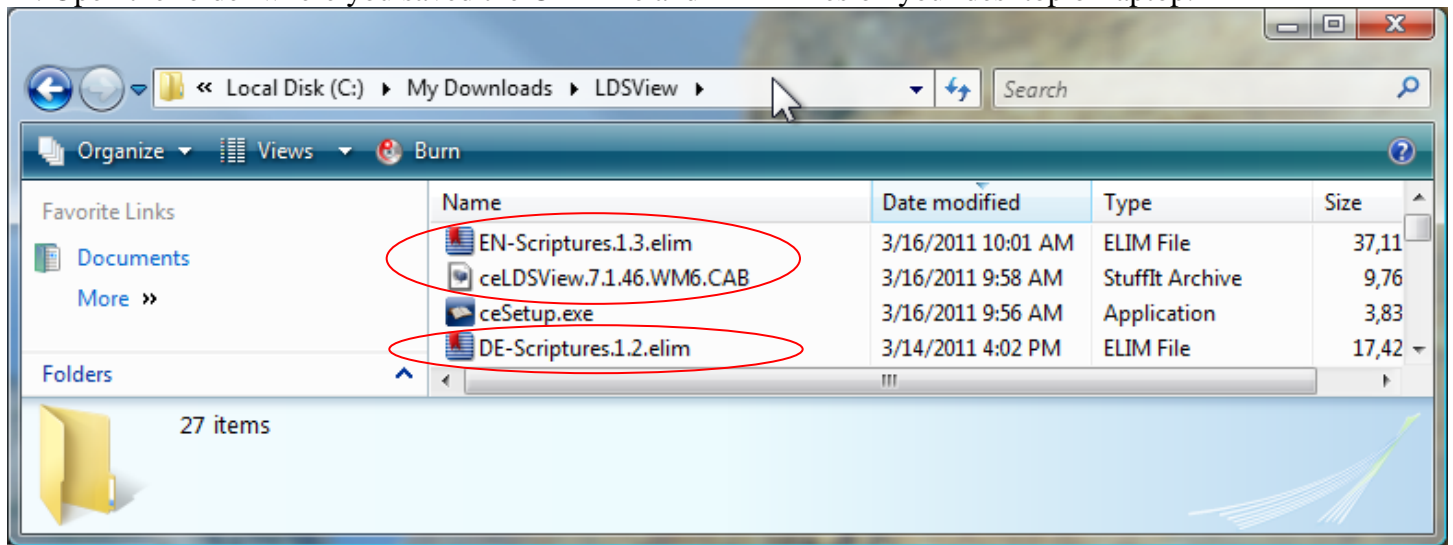 « Local Disk (C:) ▸ My Downloads ▸ LDSView ▸ Search
Organize Views Burn
Favorite Links
Documents
More »
Folders
Name Date modified Type Size
EN-Scriptures.1.3.elim 3/16/2011 10:01 AM ELIM File 37,11
ceLDSView.7.1.46.WM6.CAB 3/16/2011 9:58 AM StuffIt Archive 9,76
ceSetup.exe 3/16/2011 9:56 AM Application 3,83
DE-Scriptures.1.2.elim 3/14/2011 4:02 PM ELIM File 17,42
27 items